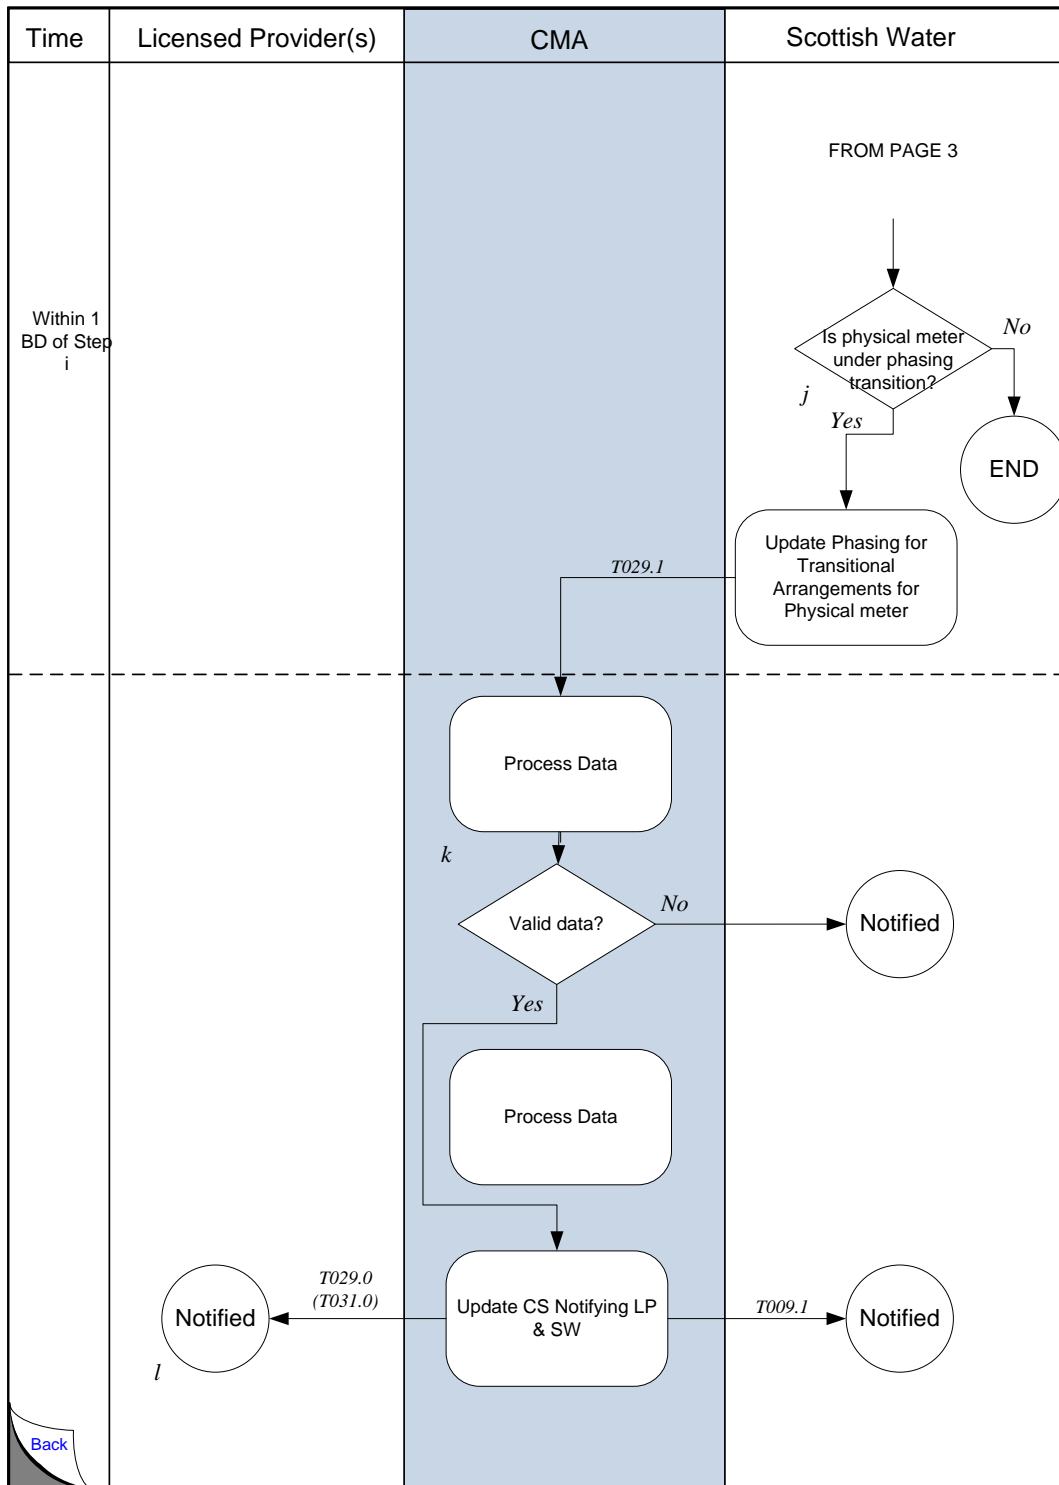 Time
Licensed Provider(s)
CMA
Scottish Water
FROM PAGE 3
Within 1
BD of Step
i
Is physical meter
under phasing
transition?
No
j
Yes
END
Update Phasing for
Transitional
Arrangements for
Physical meter
T029.1
Process Data
k
Valid data?
No
Notified
Yes
Process Data
Notified
T029.0
(T031.0)
Update CS Notifying LP
& SW
T009.1
Notified
l
Back